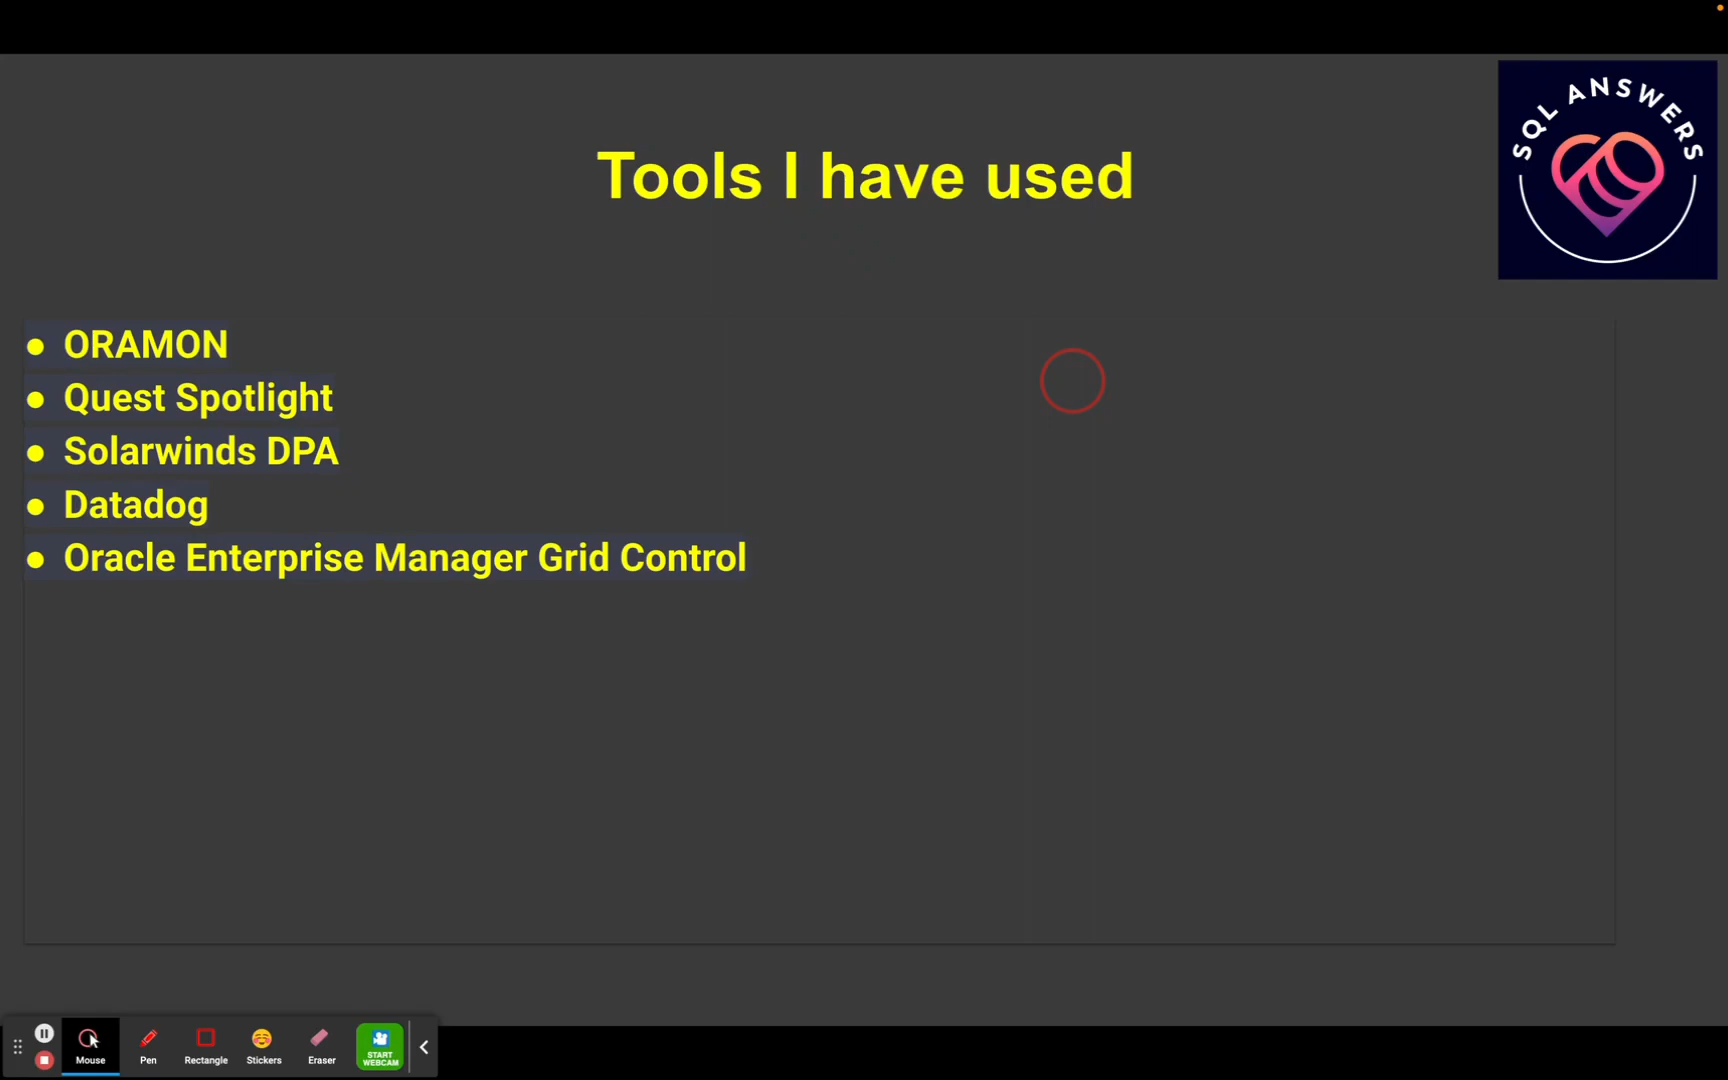 SQL ANSWERS
Tools I have used
● ORAMON
● Quest Spotlight
● Solarwinds DPA
● Datadog
● Oracle Enterprise Manager Grid Control
Mouse
Pen
Rectangle
Stickers
Eraser
START
WEBCAM